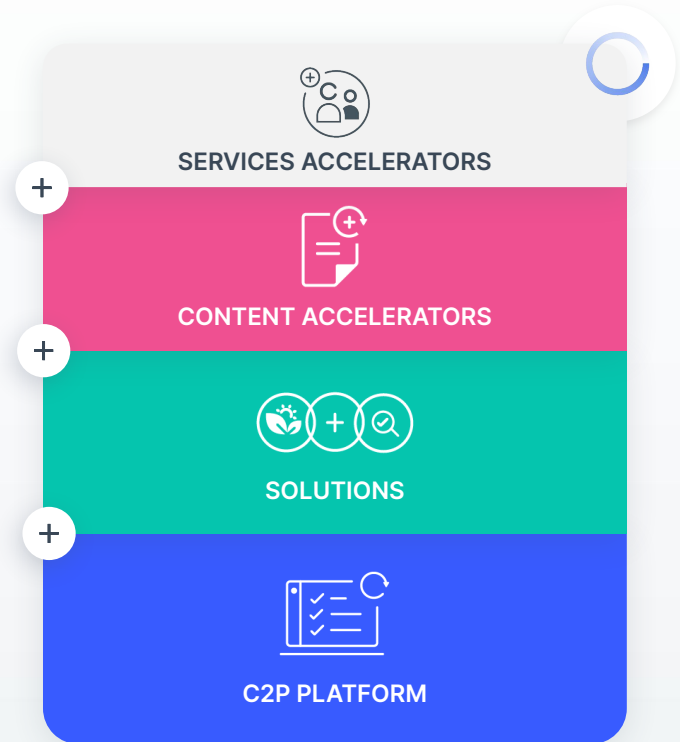 SERVICES ACCELERATORS
CONTENT ACCELERATORS
SOLUTIONS
C2P PLATFORM